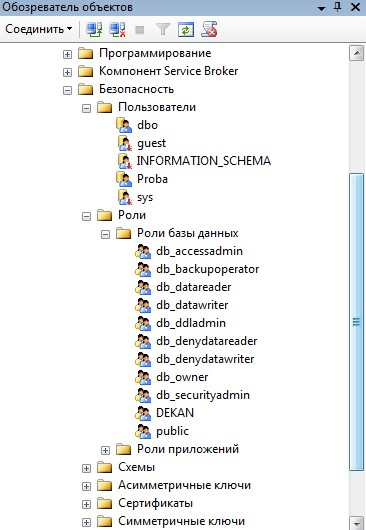 Обозреватель объектов
Соединить
Программирование
Компонент Service Broker
Безопасность
Пользователи
dbo
guest
INFORMATION_SCHEMA
Proba
sys
Роли
Роли базы данных
db_accessadmin
db_backupoperator
db_datareader
db_datawriter
db_ddladmin
db_denydatareader
db_denydatawriter
db_owner
db_securityadmin
DEKAN
public
Роли приложений
Схемы
Асимметричные ключи
Сертификаты
Симметричные ключи